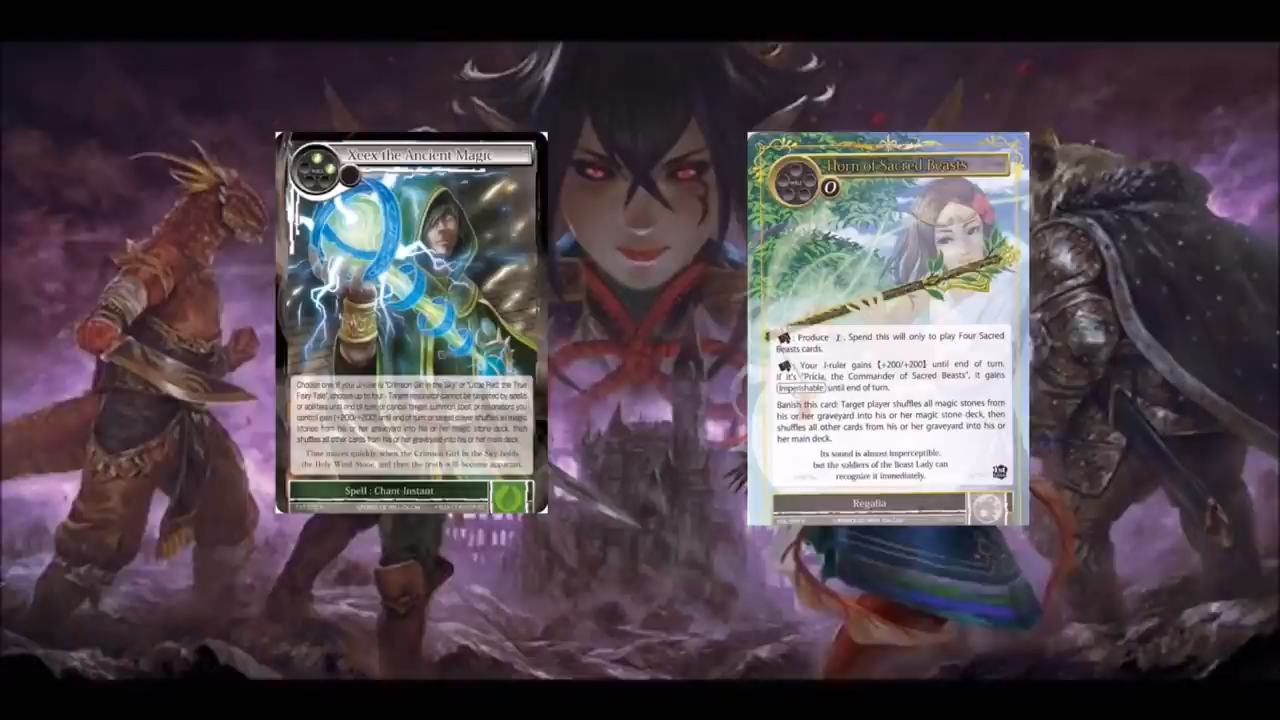 Xeex the Ancient Magic
Choose one. If your J-ruler is "Crimson Girl in the Sky" or "Little Red, the True
Fairy Tale", choose up to four - Target resonator cannot be targeted by spells
or abilities until end of turn; or cancel target summon spell; or resonators you
control gain [+200/+200] until end of turn; or target player shuffles all magic
stones from his or her graveyard into his or her magic stone deck, then
shuffles all other cards from his or her graveyard into his or her main deck.
Time moves quickly when the Crimson Girl in the Sky holds
the Holy Wind Stone, and then the truth will become apparent.
Spell : Chant-Instant
Horn of Sacred Beasts
0
: Produce 1. Spend this will only to play Four Sacred
Beasts cards.
: Your J-ruler gains [+200/+200] until end of turn.
If it's "Pricia, the Commander of Sacred Beasts", it gains
Imperishable until end of turn.
Banish this card: Target player shuffles all magic stones from
his or her graveyard into his or her magic stone deck, then
shuffles all other cards from his or her graveyard into his or
her main deck.
Its sound is almost imperceptible,
but the soldiers of the Beast Lady can
recognize it immediately.
1st
Regalia